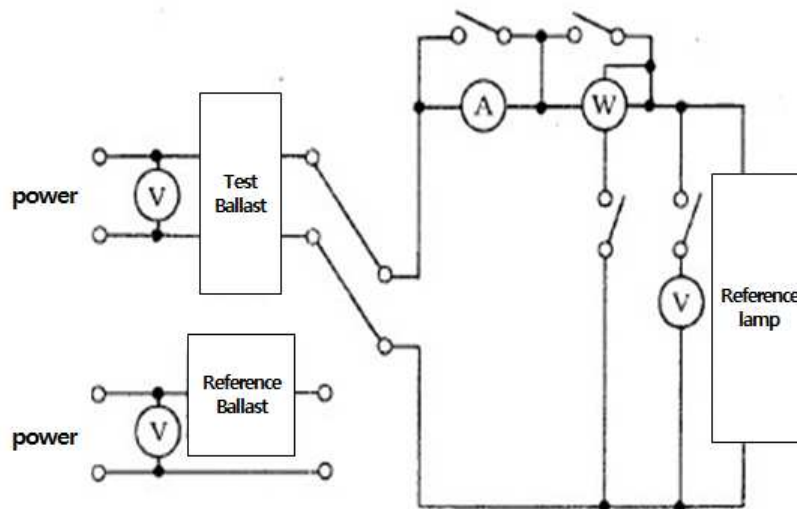 A
W
power
V
Test
Ballast
V
Reference
lamp
power
V
Reference
Ballast